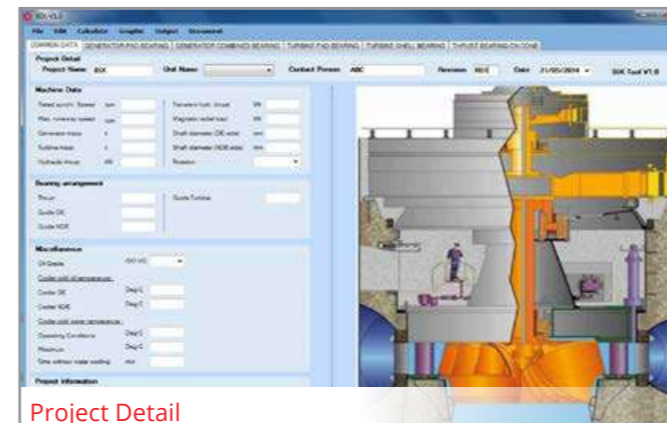 BIX-V1.0
File Edit Calculate Graphic Output Document
COMMON DATA GENERATOR PAD BEARING GENERATOR COMBINED BEARING TURBINE PAD BEARING TURBINE SHELL BEARING THRUST BEARING ON CONE
Project Detail
Project Name BIX Unit Name Contact Person ABC Revision REV Date 21/05/2014 BIX Tool V1.0
Machine Data
Rated synchr. Speed rpm Transient hydr. thrust kN
Max. runaway speed rpm Magnetic radial load kN
Generator mass t Shaft diameter (DE side) mm
Turbine mass t Shaft diameter (NDE side) mm
Hydraulic thrust kN Rotation
Bearing arrangement
Thrust Guide Turbine
Guide DE
Guide NDE
Miscellaneous
Oil Grade ISO VG
Cooler cold oil temperature
Cooler DE Deg C
Cooler NDE Deg C
Cooler cold water temperature
Operating Conditions Deg C
Maximum Deg C
Time without water cooling min
Project information
Project Detail